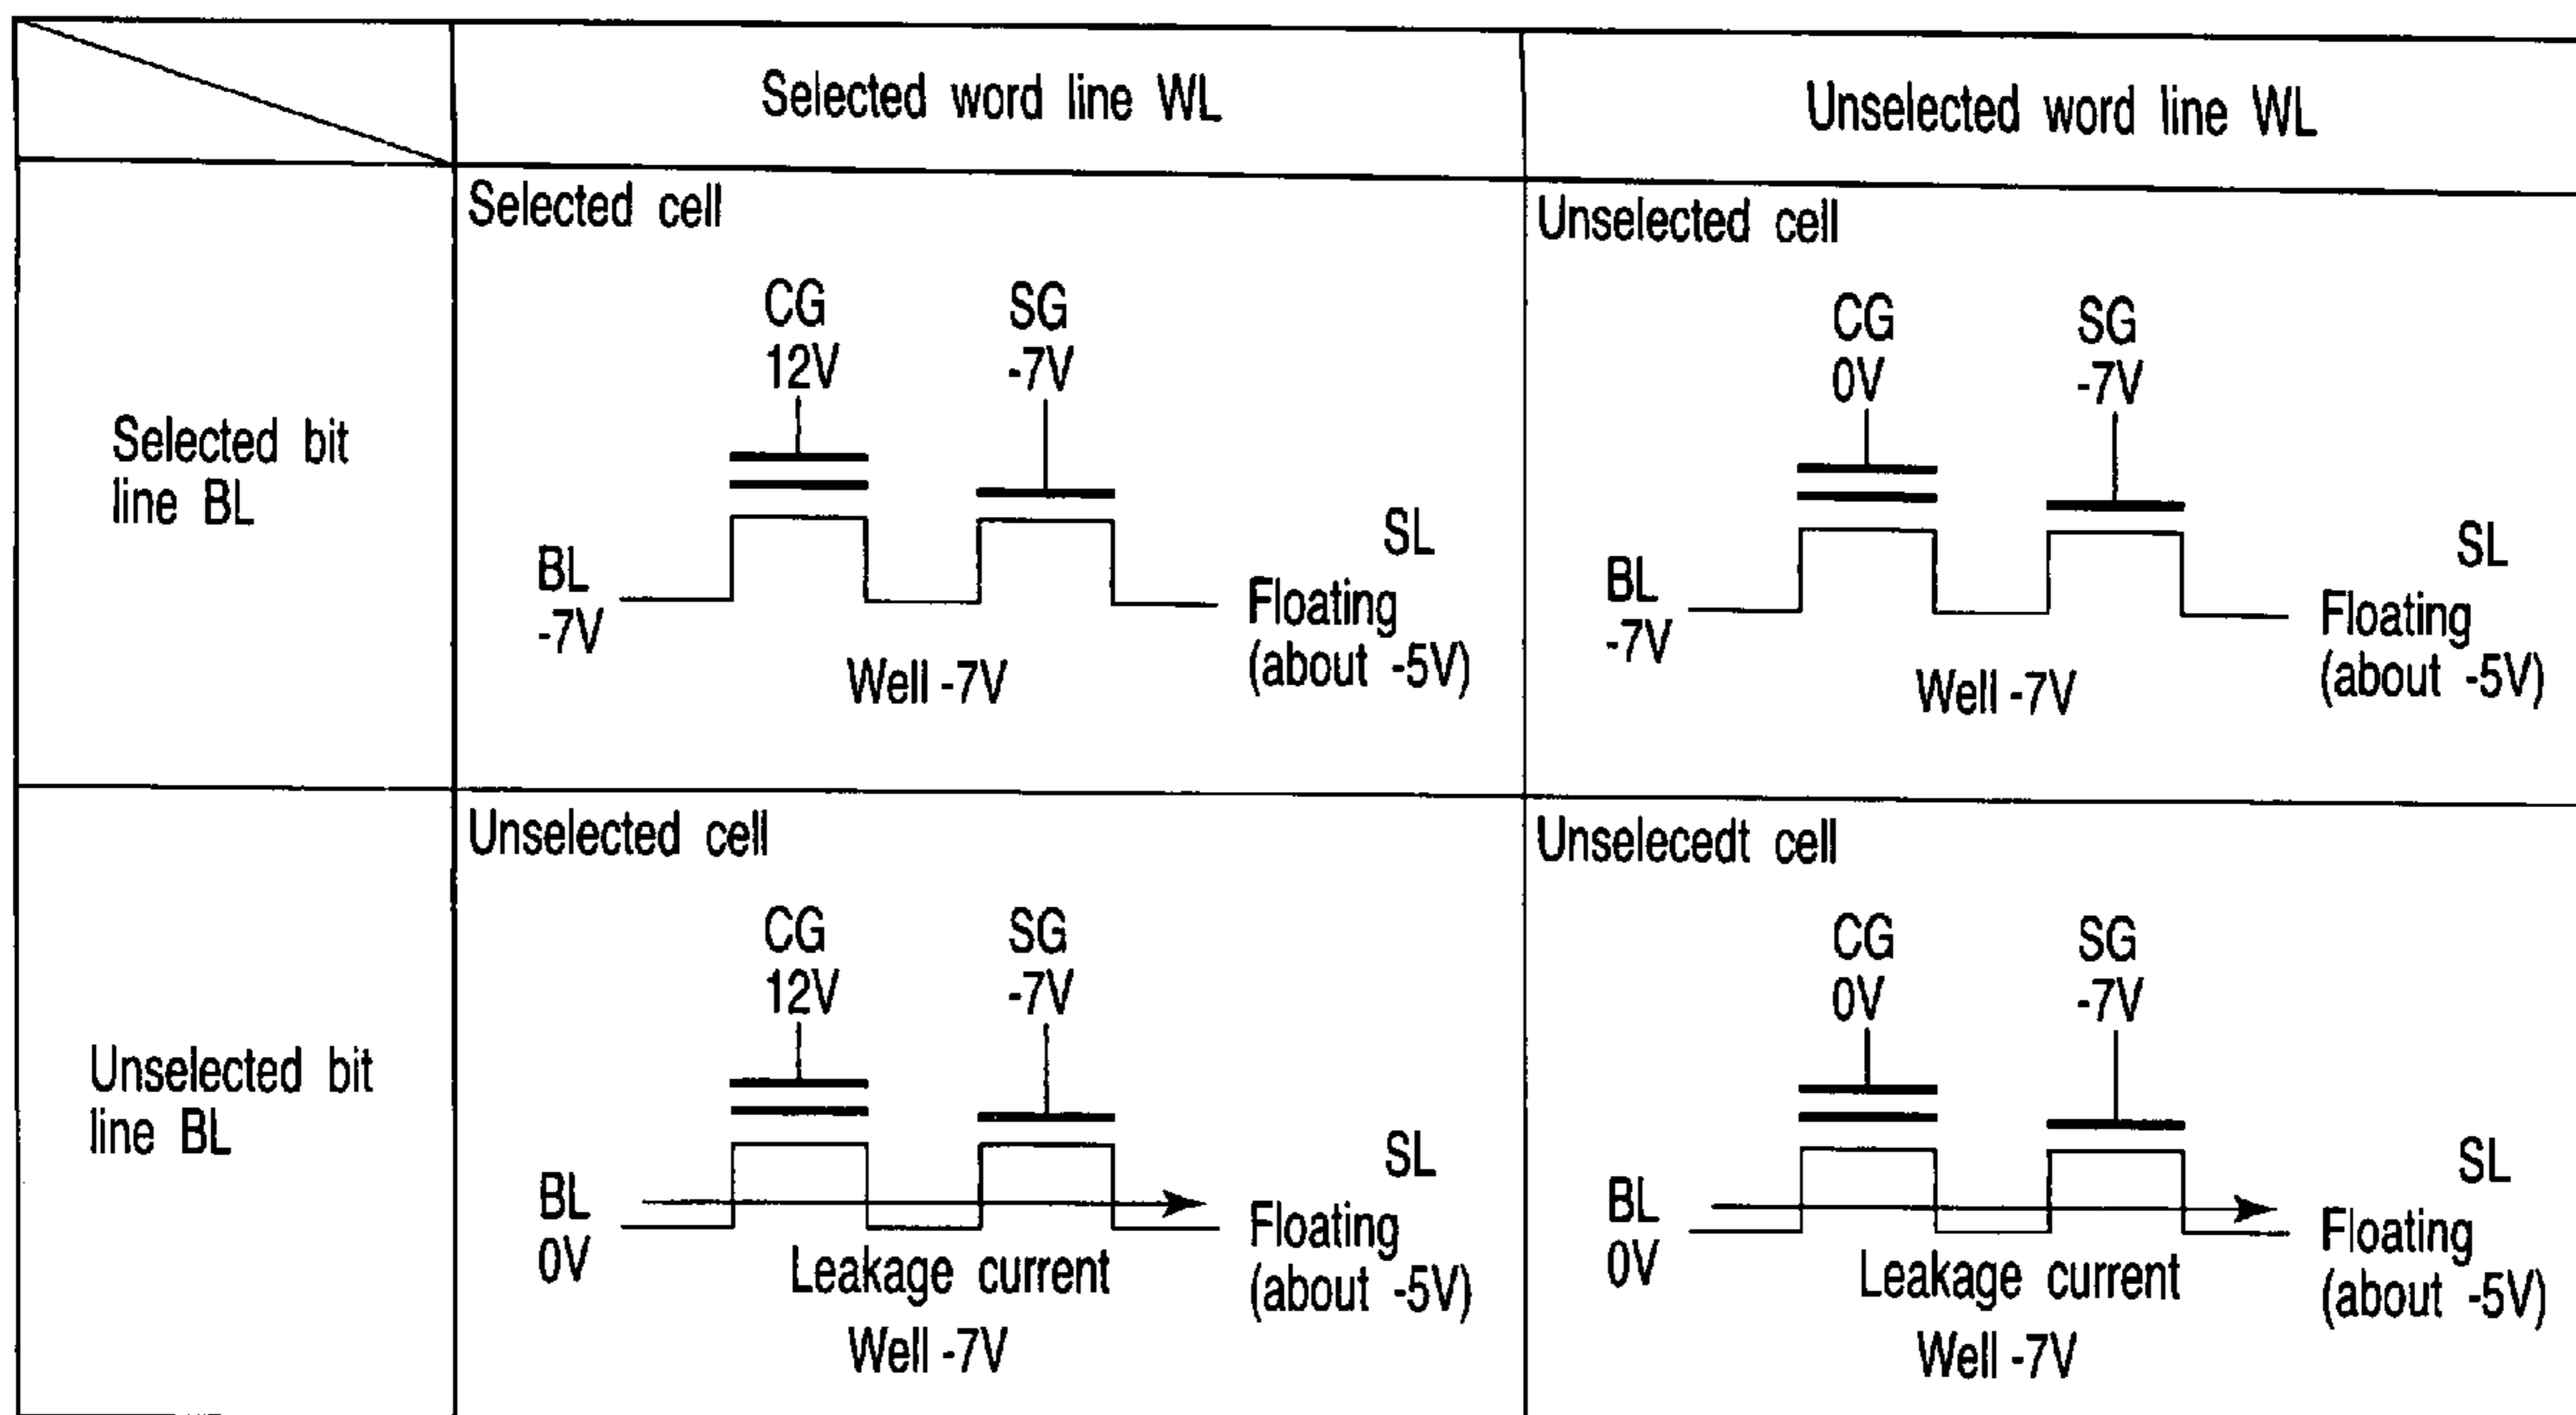 Selected word line WL
Unselected word line WL
Selected bit
line BL
Selected cell
CG
12V
SG
-7V
BL
-7V
SL
Floating
(about -5V)
Well -7V
Unselected cell
CG
0V
SG
-7V
BL
-7V
SL
Floating
(about -5V)
Well -7V
Unselected bit
line BL
Unselected cell
CG
12V
SG
-7V
BL
0V
SL
Floating
(about -5V)
Leakage current
Well -7V
Unselecedt cell
CG
0V
SG
-7V
BL
0V
SL
Floating
(about -5V)
Leakage current
Well -7V